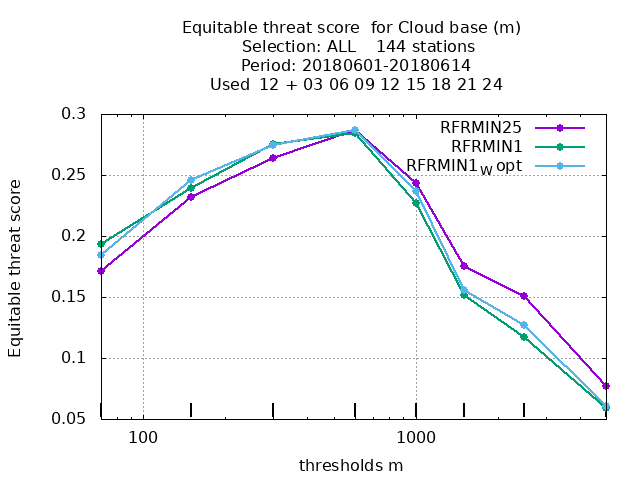 Equitable threat score  for Cloud base (m)
Selection: ALL    144 stations
Period: 20180601-20180614
Used  12 + 03 06 09 12 15 18 21 24
RFRMIN25
RFRMIN1
RFRMIN1W opt
Equitable threat score
0.3
0.25
0.2
0.15
0.1
0.05
100
1000
thresholds m